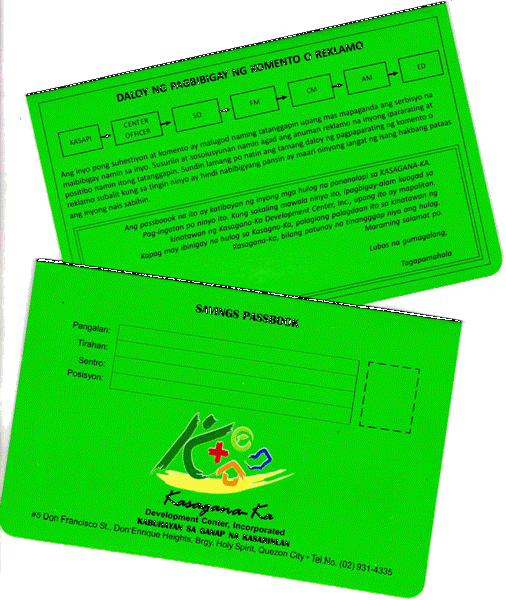 DALOY NG PAGBIBIGAY NG KOMENTO O REKLAMO
KASAPI
CENTER OFFICER
SO
FM
CM
AM
ED
Ang inyo pong suhestiyon at komento ay malugod naming tatanggapin upang mas mapaganda ang serbisyo na
maibibigay namin sa inyo. Susuriin at sosolusyunan namin agad ang anuman reklamo na inyong ipararating at
positibo namin itong tatanggapin. Sundin lamang po natin ang tamang daloy ng pagpaparating ng komento o
reklamo subalit kung sa tingin ninyo ay hindi nabibigyang pansin ay maari ninyong iangat ng isang hakbang pataas
ang inyong nais sabihin.
Ang passbook na ito ay katibayan ng inyong mga hulog na pananalapi sa KASAGANA-KA.
Pag-ingatan po ninyo ito. Kung sakaling mawala ninyo ito, ipagbigay-alam kaagad sa
kinatawan ng Kasagana-Ka Development Center, Inc., upang ito ay mapalitan.
Kapag may ibinigay na hulog sa Kasagna-Ka, palagiang palagdaan ito sa kinatawan ng
Kasagana-Ka, bilang patunay na tinanggap niya ang hulog.
Maraming salamat po.
Lubos na gumagalang,
Tagapamahala
SAVINGS PASSBOOK
Pangalan:
Tirahan:
Sentro:
Posisyon:
Kasagana-Ka
Development Center, Incorporated
KABUHAYAN SA GANAP NA KASARINLAN
#5 Don Francisco St., Don Enrique Heights, Brgy. Holy Spirit, Quezon City • Tel.No. (02) 931-4335